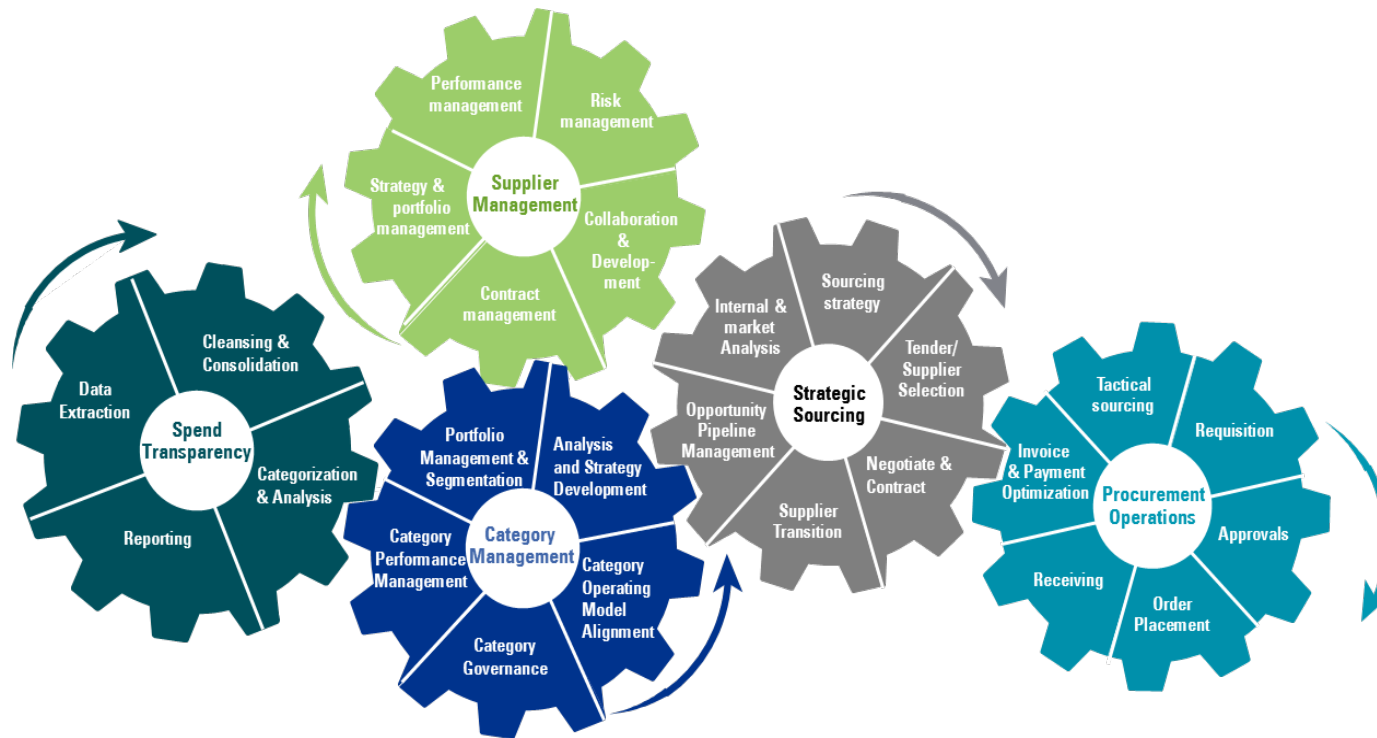 Performance
management
Risk
management
Strategy &
portfolio
management
Supplier
Management
Collaboration
&
Develop-
ment
Contract
management
Cleansing &
Consolidation
Data
Extraction
Spend
Transparency
Categorization
& Analysis
Reporting
Portfolio
Management &
Segmentation
Analysis
and Strategy
Development
Category
Performance
Management
Category
Management
Category
Operating
Model
Alignment
Category
Governance
Sourcing
strategy
Internal &
market
Analysis
Tender/
Supplier
Selection
Strategic
Sourcing
Opportunity
Pipeline
Management
Negotiate &
Contract
Supplier
Transition
Tactical
sourcing
Requisition
Invoice
& Payment
Optimization
Procurement
Operations
Approvals
Receiving
Order
Placement